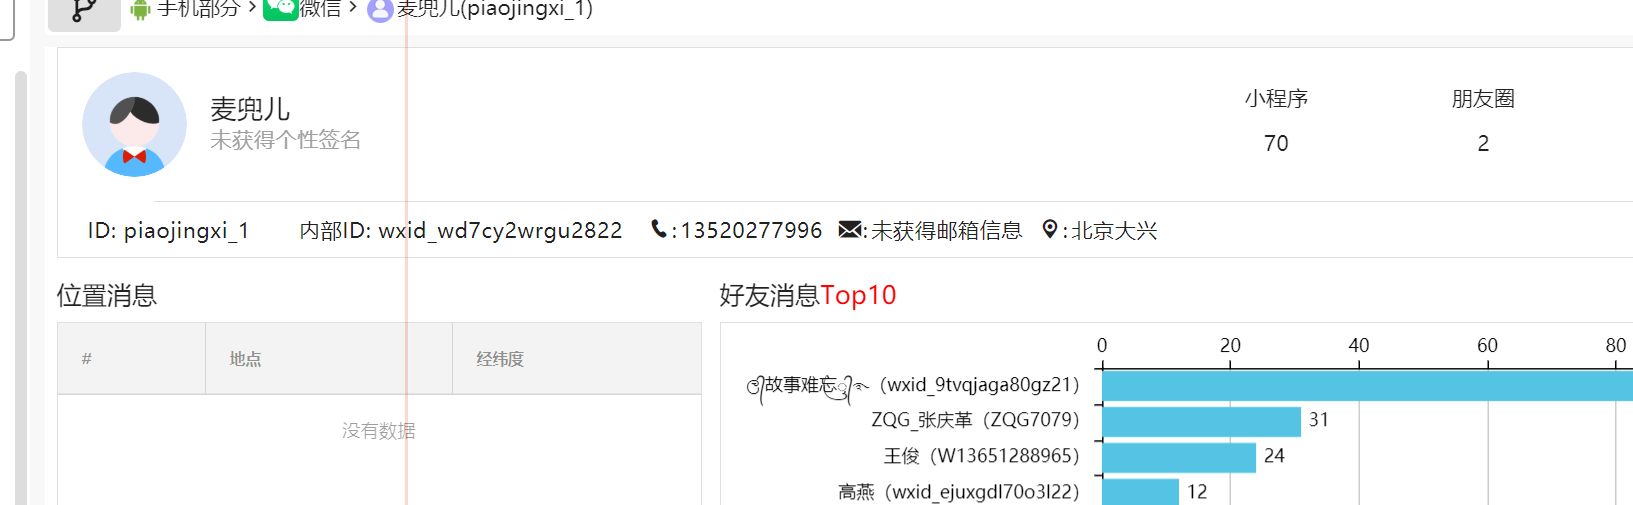 手机部分 > 微信 > 麦兜儿(piaojingxi_1)
麦兜儿
未获得个性签名
小程序 朋友圈
70 2
ID: piaojingxi_1 内部ID: wxid_wd7cy2wrgu2822 :13520277996 :未获得邮箱信息 :北京大兴
位置消息
# 地点 经纬度
没有数据
好友消息Top10
0 20 40 60 80
故事难忘 (wxid_9tvqjaga80gz21)
ZQG_张庆革 (ZQG7079) 31
王俊 (W13651288965) 24
高燕 (wxid_ejuxgdl70o3l22) 12